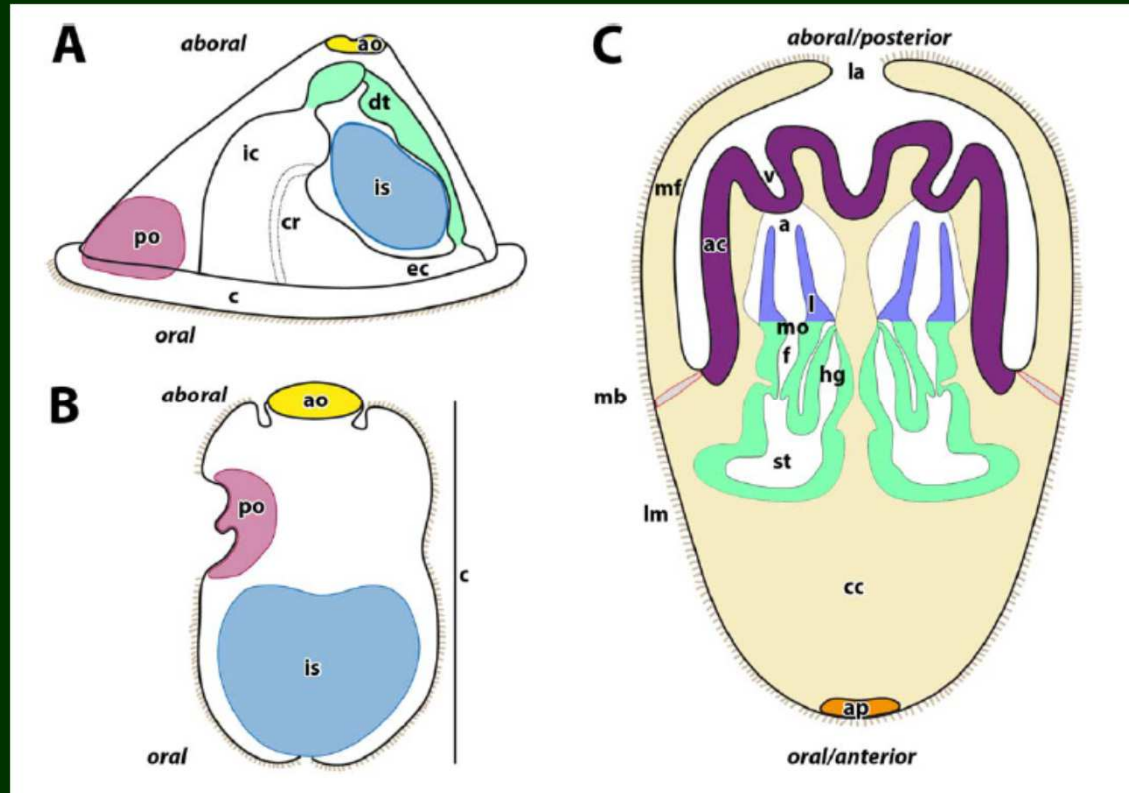 A
aboral
ao
dt
ic
is
cr
po
ec
c
oral
B
aboral
ao
po
c
is
oral
C
aboral/posterior
la
mf
v
a
ac
l
mo
f
hg
mb
st
lm
cc
ap
oral/anterior